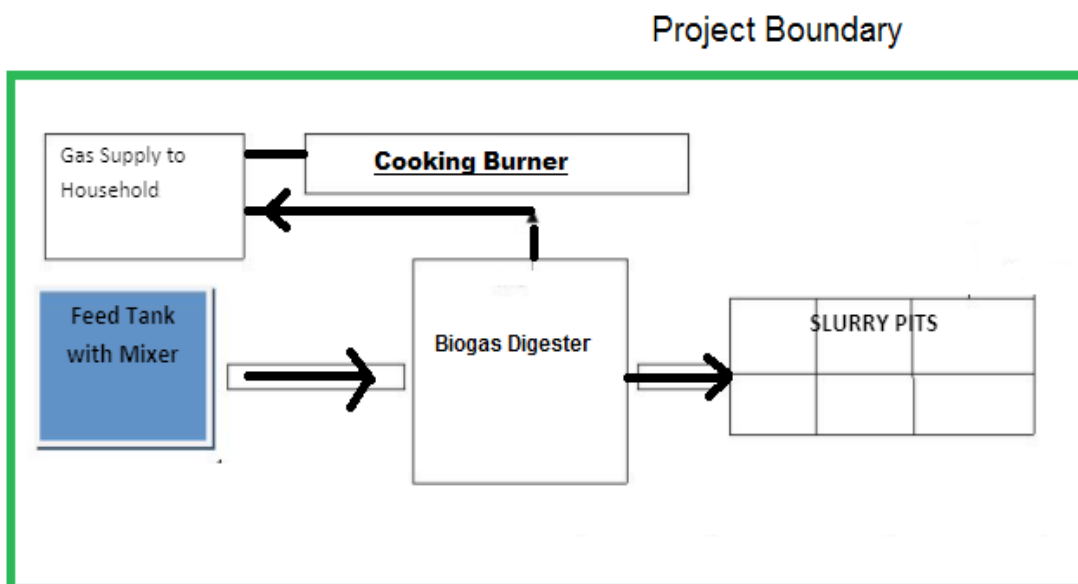 Project Boundary
Gas Supply to
Household
Cooking Burner
Feed Tank
with Mixer
Biogas Digester
SLURRY PITS